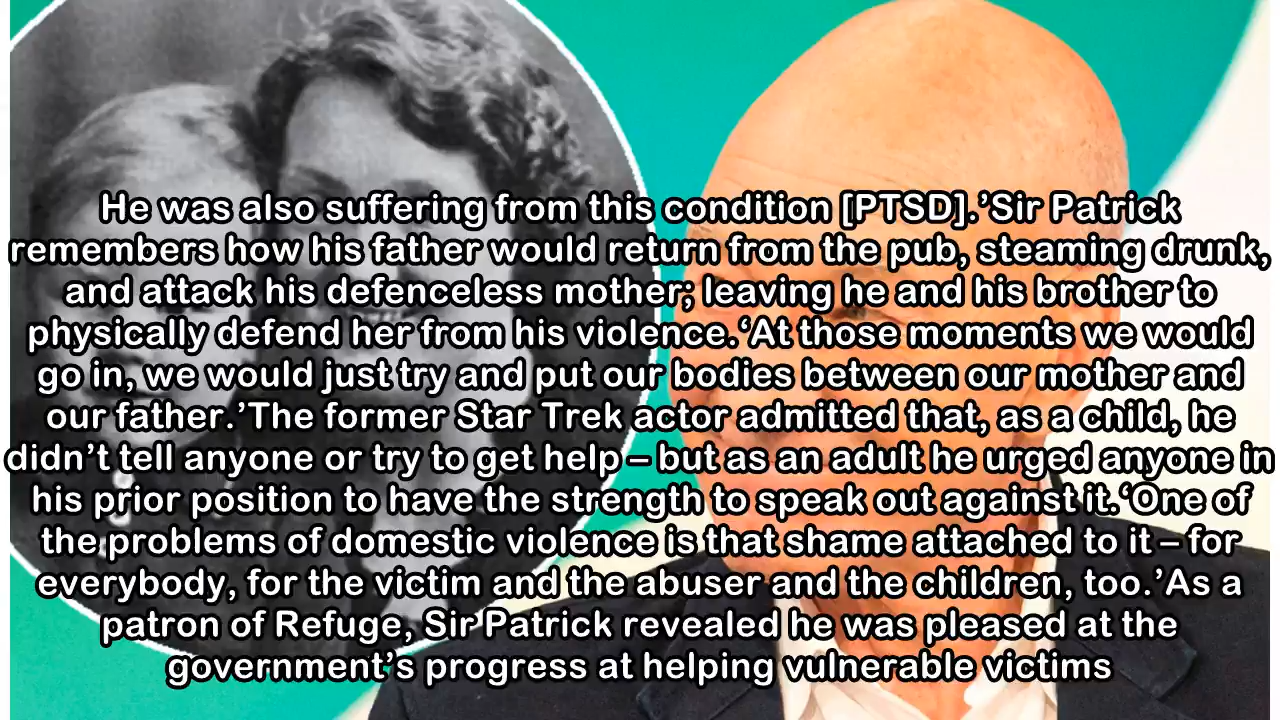 He was also suffering from this condition [PTSD].’Sir Patrick
remembers how his father would return from the pub, steaming drunk,
and attack his defenceless mother; leaving he and his brother to
physically defend her from his violence.‘At those moments we would
go in, we would just try and put our bodies between our mother and
our father.’The former Star Trek actor admitted that, as a child, he
didn’t tell anyone or try to get help – but as an adult he urged anyone in
his prior position to have the strength to speak out against it.‘One of
the problems of domestic violence is that shame attached to it – for
everybody, for the victim and the abuser and the children, too.’As a
patron of Refuge, Sir Patrick revealed he was pleased at the
government’s progress at helping vulnerable victims